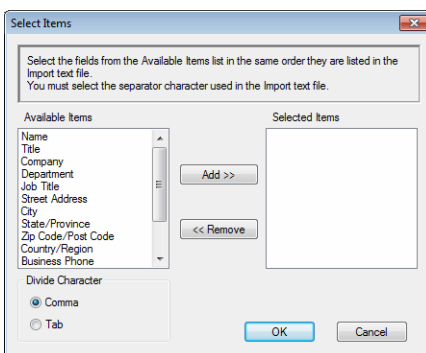 Select Items
Select the fields from the Available Items list in the same order they are listed in the
Import text file.
You must select the separator character used in the Import text file.
Available Items
Selected Items
Name
Title
Company
Department
Job Title
Street Address
City
State/Province
Zip Code/Post Code
Country/Region
Business Phone
Add >>
<< Remove
Divide Character
Comma
Tab
OK
Cancel